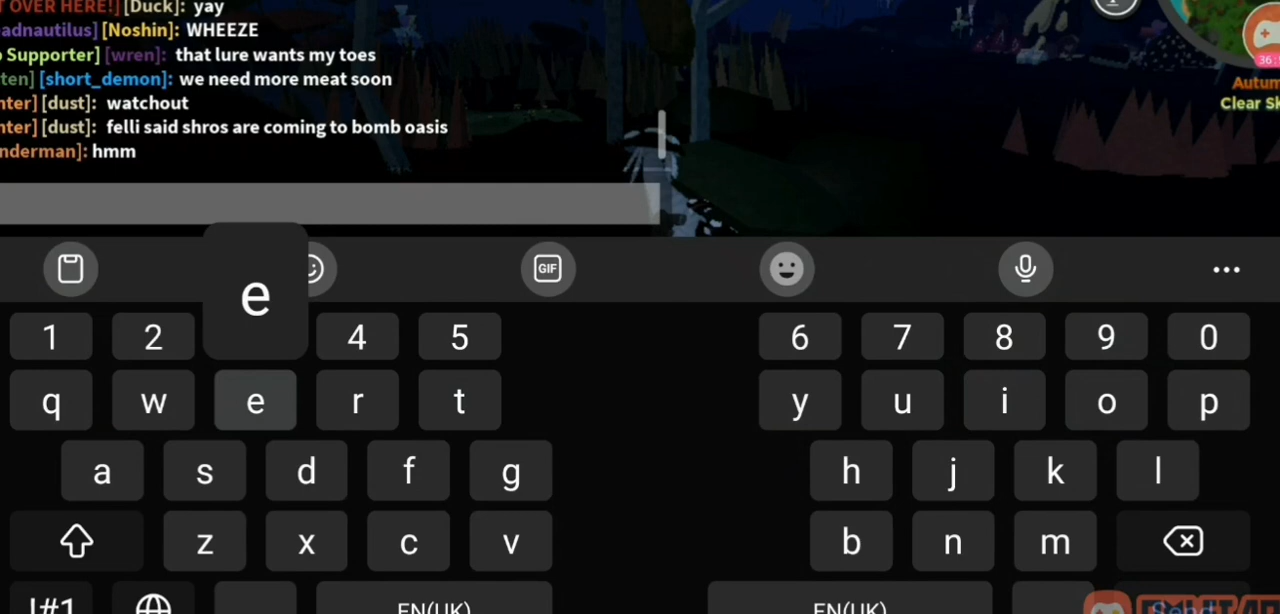 OVER HERE!] [Duck]: yay
adnautilus] [Noshin]: WHEEZE
Supporter] [wren]: that lure wants my toes
ten] [short_demon]: we need more meat soon
nter] [dust]: watchout
nter] [dust]: felli said shros are coming to bomb oasis
nderman]: hmm
Autum
Clear Sk
GIF
e
1 2 4 5 6 7 8 9 0
q w e r t y u i o p
a s d f g h j k l
z x c v b n m
!#1 EN(UK) EN(UK) Send